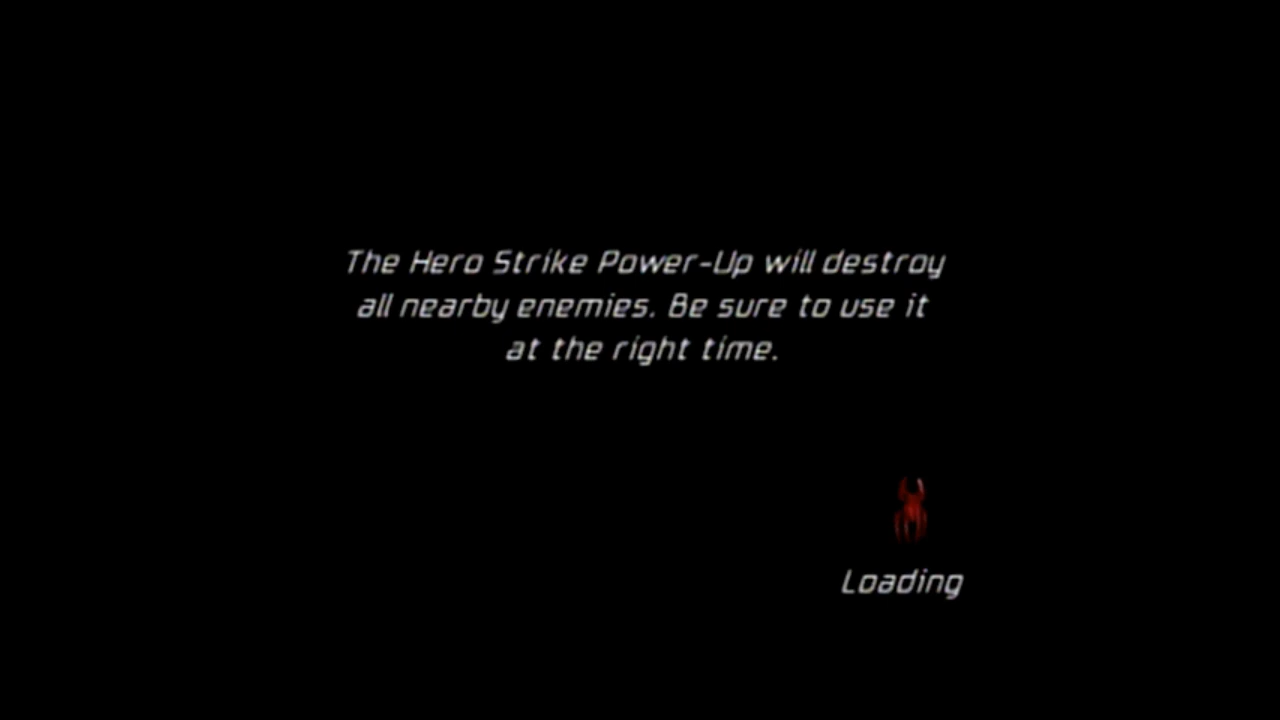 The Hero Strike Power-Up will destroy
all nearby enemies. Be sure to use it
at the right time.
Loading